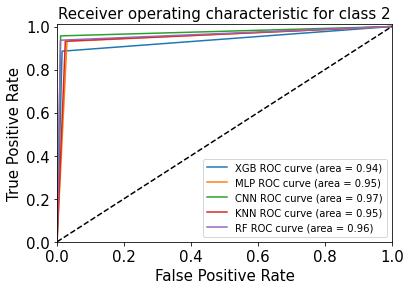 Receiver operating characteristic for class 2
True Positive Rate
1.0
0.8
0.6
0.4
0.2
0.0
XGB ROC curve (area = 0.94)
MLP ROC curve (area = 0.95)
CNN ROC curve (area = 0.97)
KNN ROC curve (area = 0.95)
RF ROC curve (area = 0.96)
0.0 0.2 0.4 0.6 0.8 1.0
False Positive Rate